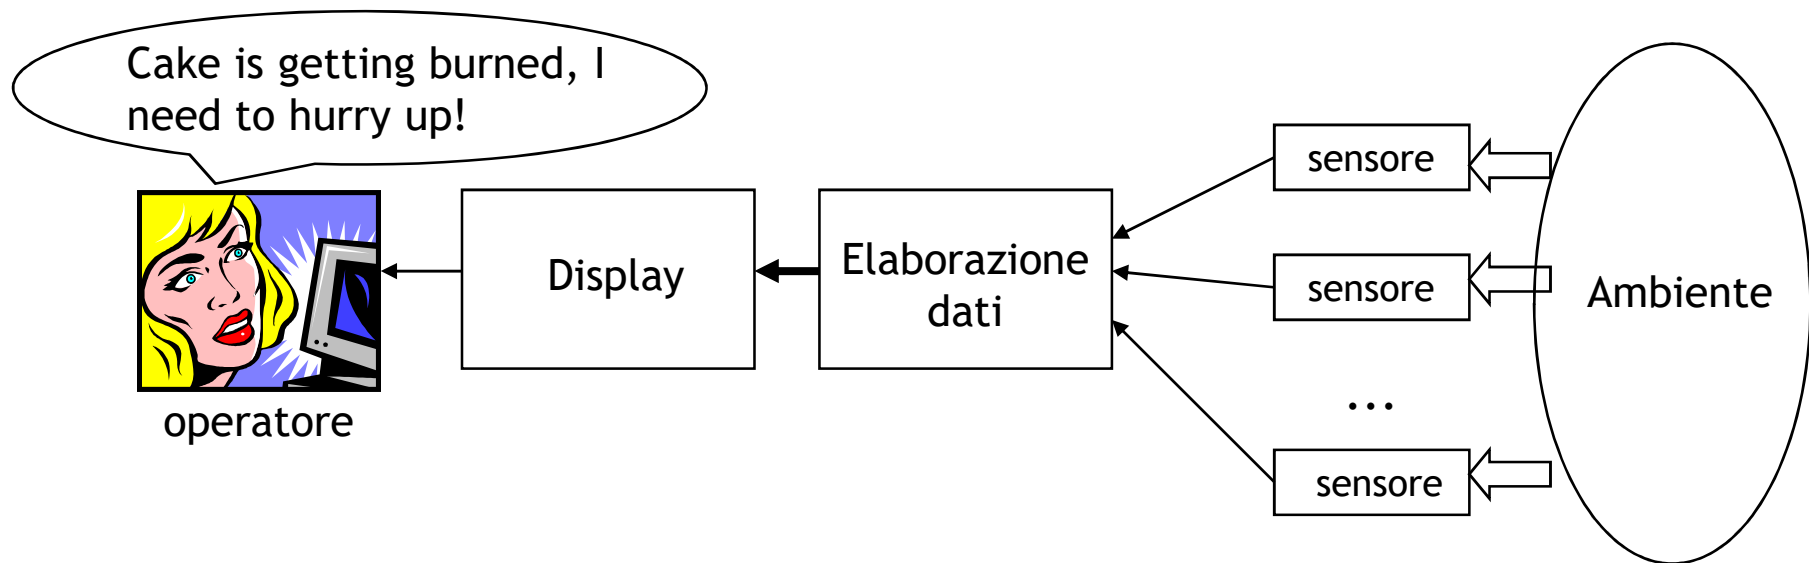 Cake is getting burned, I
need to hurry up!
operatore
Display
Elaborazione
dati
sensore
sensore
...
sensore
Ambiente